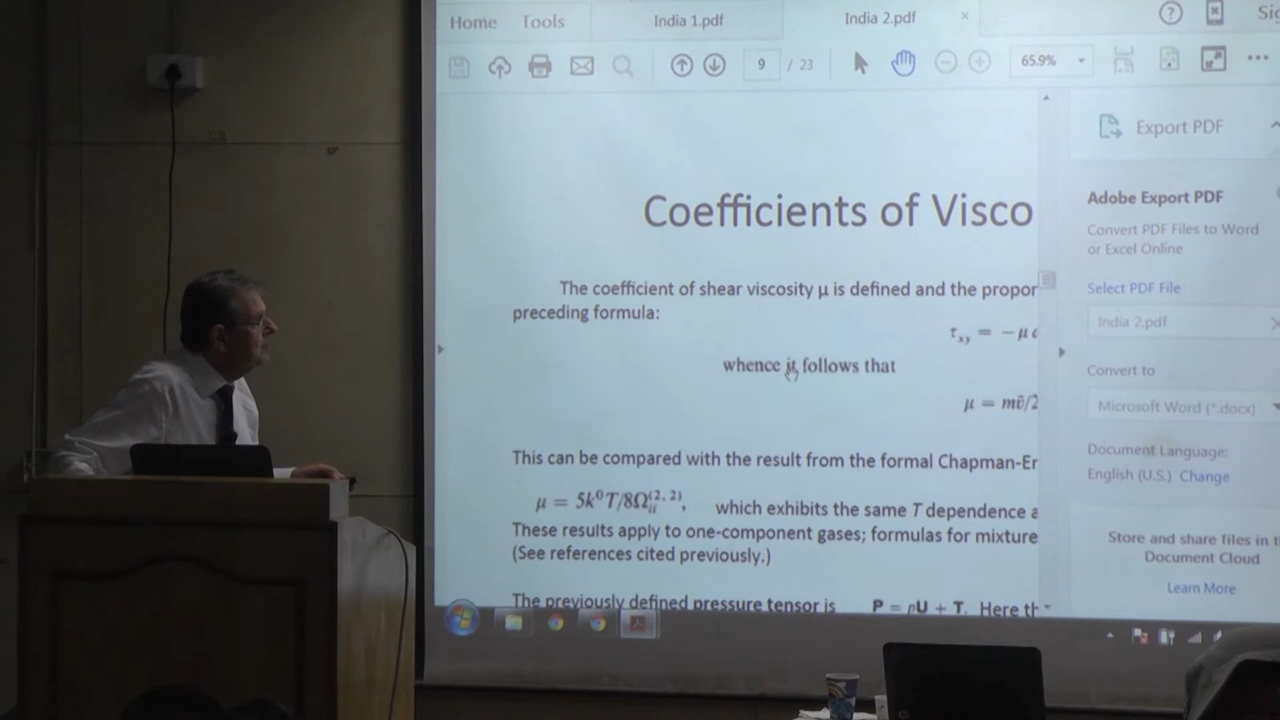 Home Tools India 1.pdf India 2.pdf × ? Sig
9 / 23 65.9%
Export PDF
Coefficients of Visco
Adobe Export PDF
Convert PDF Files to Word
or Excel Online
The coefficient of shear viscosity μ is defined and the propor
preceding formula:
Select PDF File
τxy = −μ
India 2.pdf
whence it follows that
Convert to
μ = mv̄/2
Microsoft Word (*.docx)
Document Language:
English (U.S.) Change
This can be compared with the result from the formal Chapman-En
μ = 5k⁰T/8Ωii(2, 2), which exhibits the same T dependence a
These results apply to one-component gases; formulas for mixture
(See references cited previously.)
Store and share files in t
Document Cloud
Learn More
The previously defined pressure tensor is P = pU + T. Here th